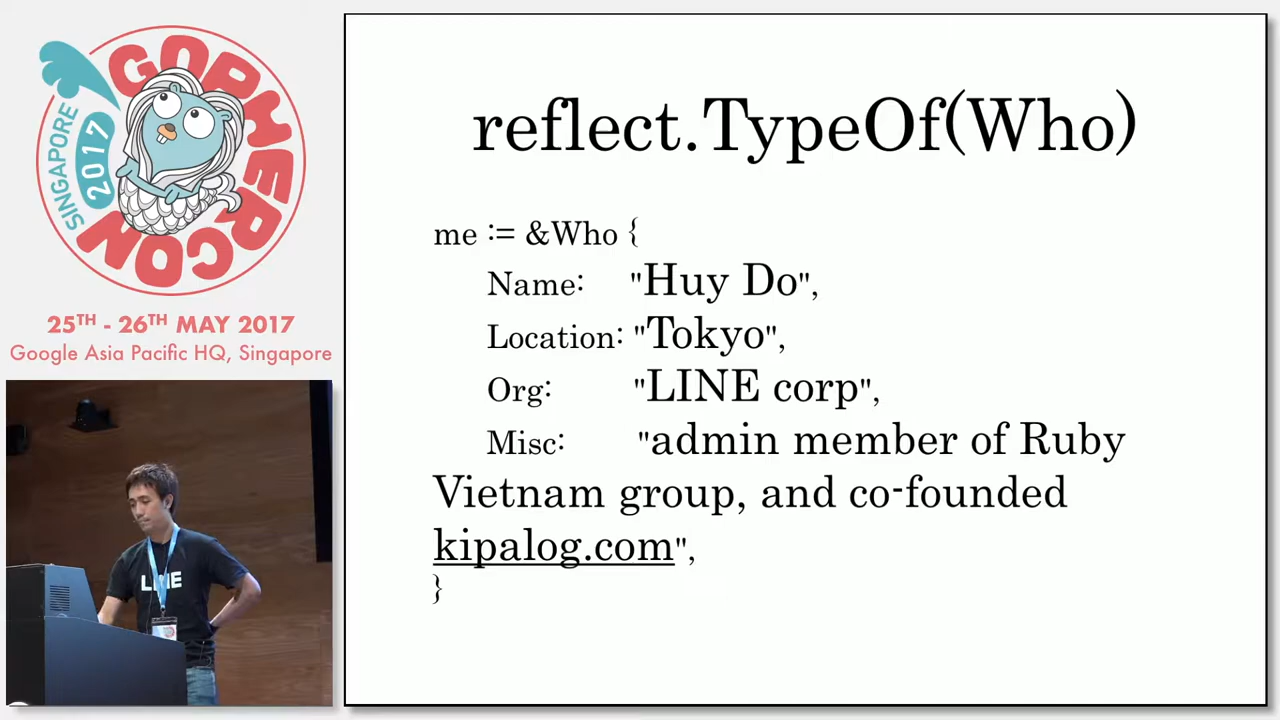 GOPHERCON
SINGAPORE
2017
25TH - 26TH MAY 2017
Google Asia Pacific HQ, Singapore
LINE
reflect.TypeOf(Who)
me := &Who {
Name: "Huy Do",
Location: "Tokyo",
Org: "LINE corp",
Misc: "admin member of Ruby
Vietnam group, and co-founded
kipalog.com",
}